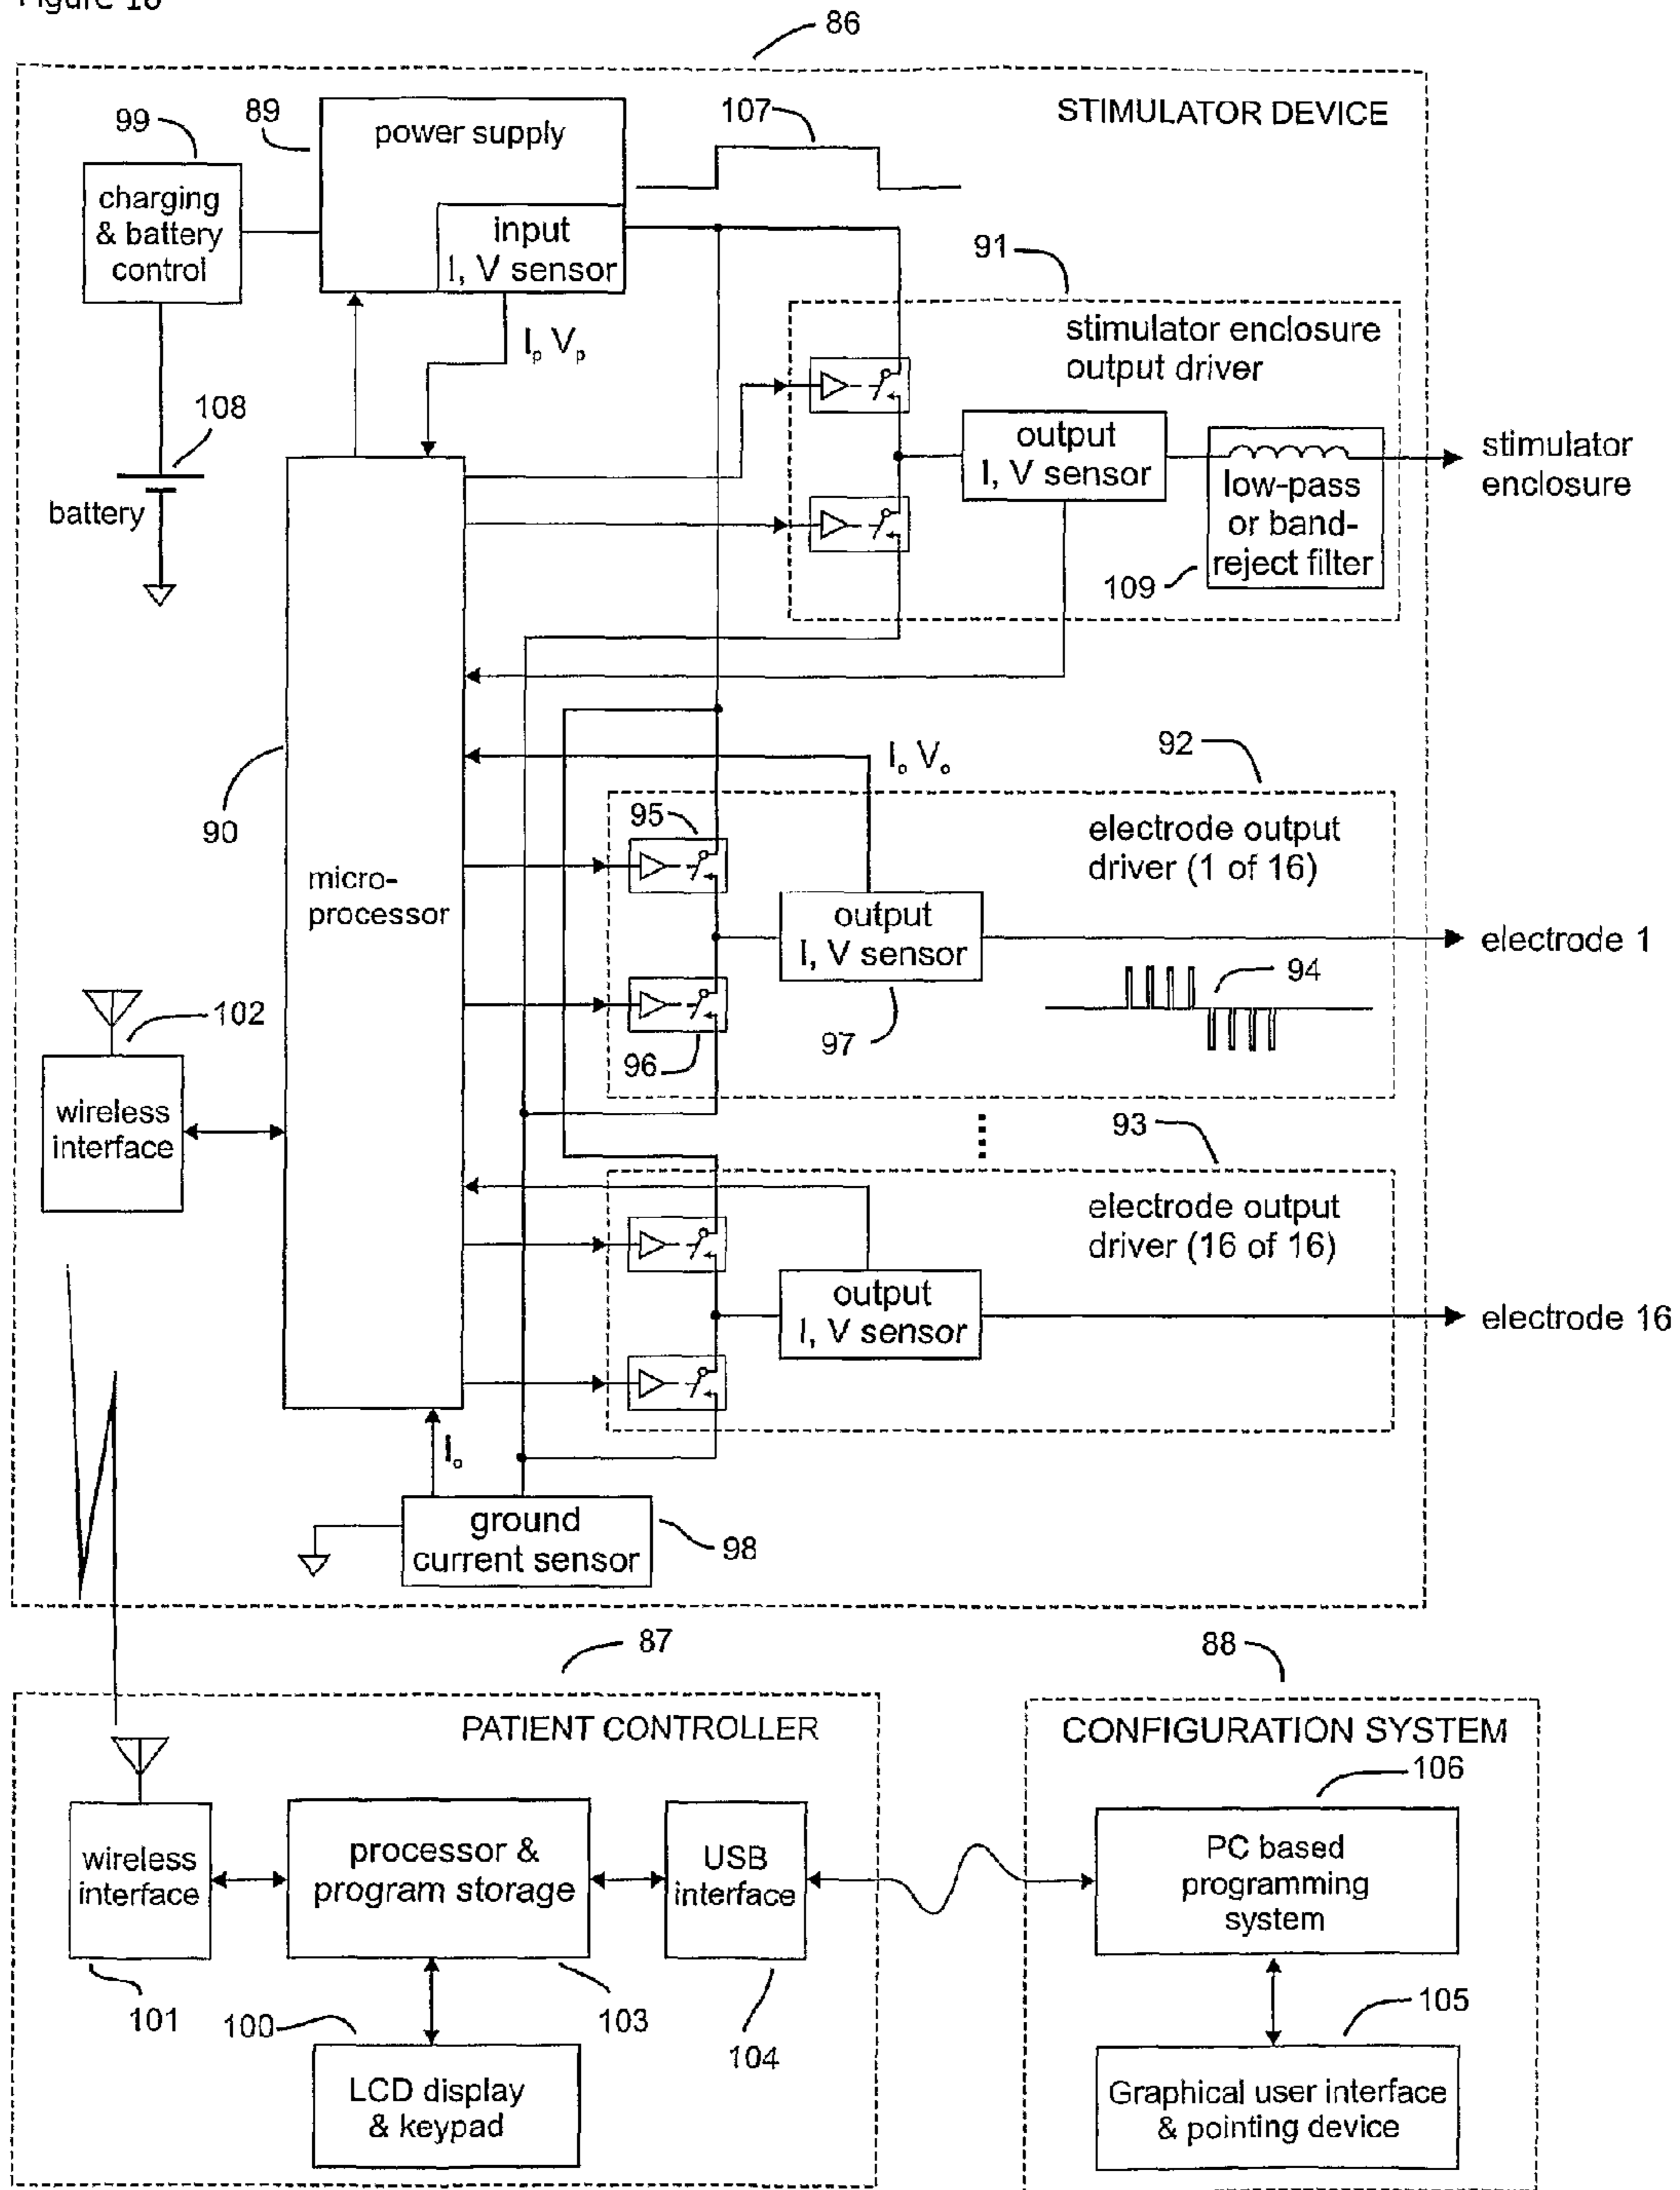 Figure 18
86
STIMULATOR DEVICE
99
89
107
power supply
charging
& battery
control
input
I, V sensor
91
stimulator enclosure
output driver
Ip Vp
108
battery
output
I, V sensor
low-pass
or band-
reject filter
109
stimulator
enclosure
90
micro-
processor
Io Vo
92
95
electrode output
driver (1 of 16)
output
I, V sensor
electrode 1
94
97
96
102
wireless
interface
93
electrode output
driver (16 of 16)
output
I, V sensor
electrode 16
Io
ground
current sensor
98
87
88
PATIENT CONTROLLER
CONFIGURATION SYSTEM
106
wireless
interface
processor &
program storage
USB
interface
PC based
programming
system
101
100
103
104
105
LCD display
& keypad
Graphical user interface
& pointing device